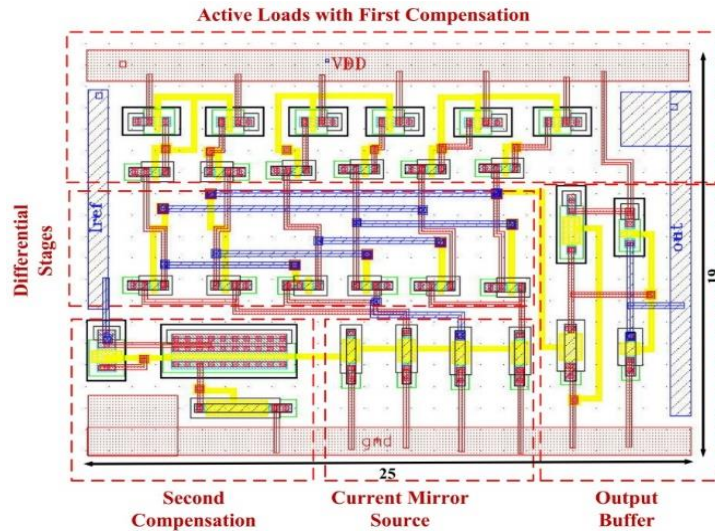 Active Loads with First Compensation
VDD
Iref
Differential
Stages
out
19
gnd
25
Second
Compensation
Current Mirror
Source
Output
Buffer